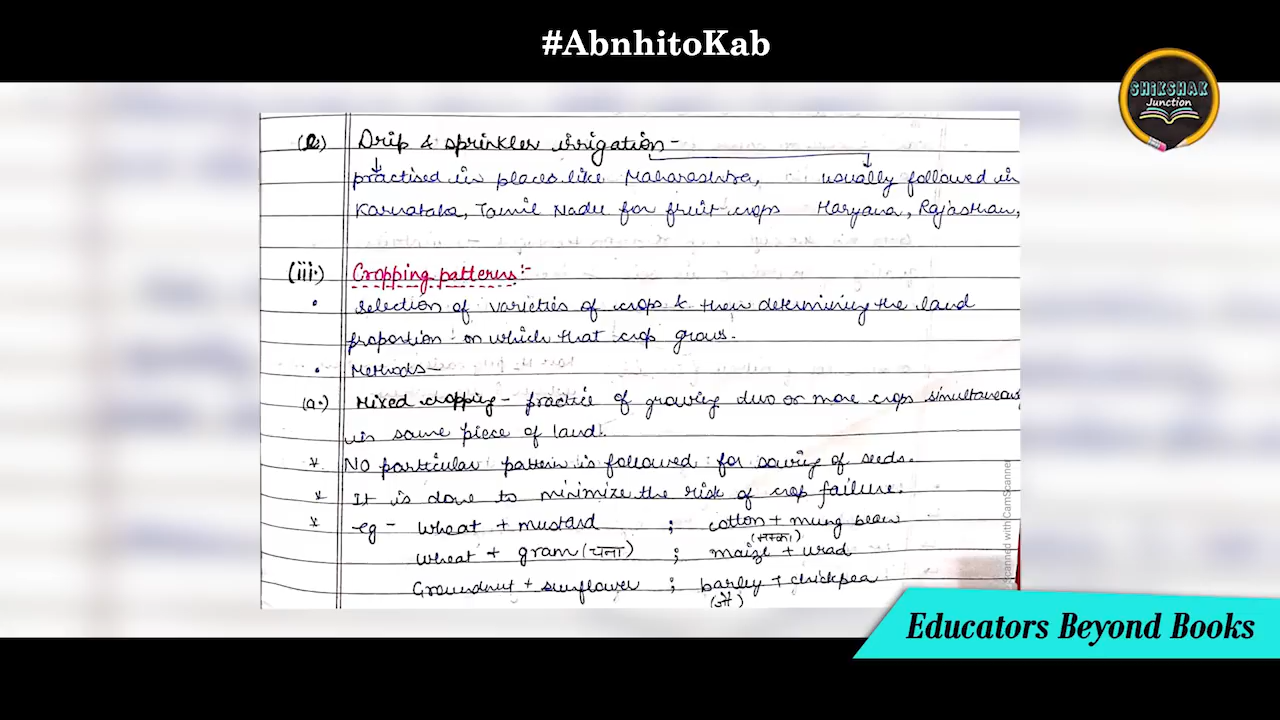 #AbnhitoKab
SHIKSHAK
Junction
(e.) Drip & sprinkler irrigation -
practised in places like Maharashtra, usually followed in
Karnataka, Tamil Nadu for fruit crops Haryana, Rajasthan,
(iii.) Cropping patterns :-
• selection of varieties of crops & then determining the land
proportion on which that crop grows.
• Methods -
(a.) Mixed cropping - practice of growing two or more crops simultaneously
in same piece of land.
* No particular pattern is followed for sowing of seeds.
* It is done to minimize the risk of crop failure.
* eg - wheat + mustard ; cotton + mung bean
(मक्का)
wheat + gram (चना) ; maize + urad
Groundnut + sunflower ; barley + chickpea
(जौ)
Scanned with CamScanner
Educators Beyond Books